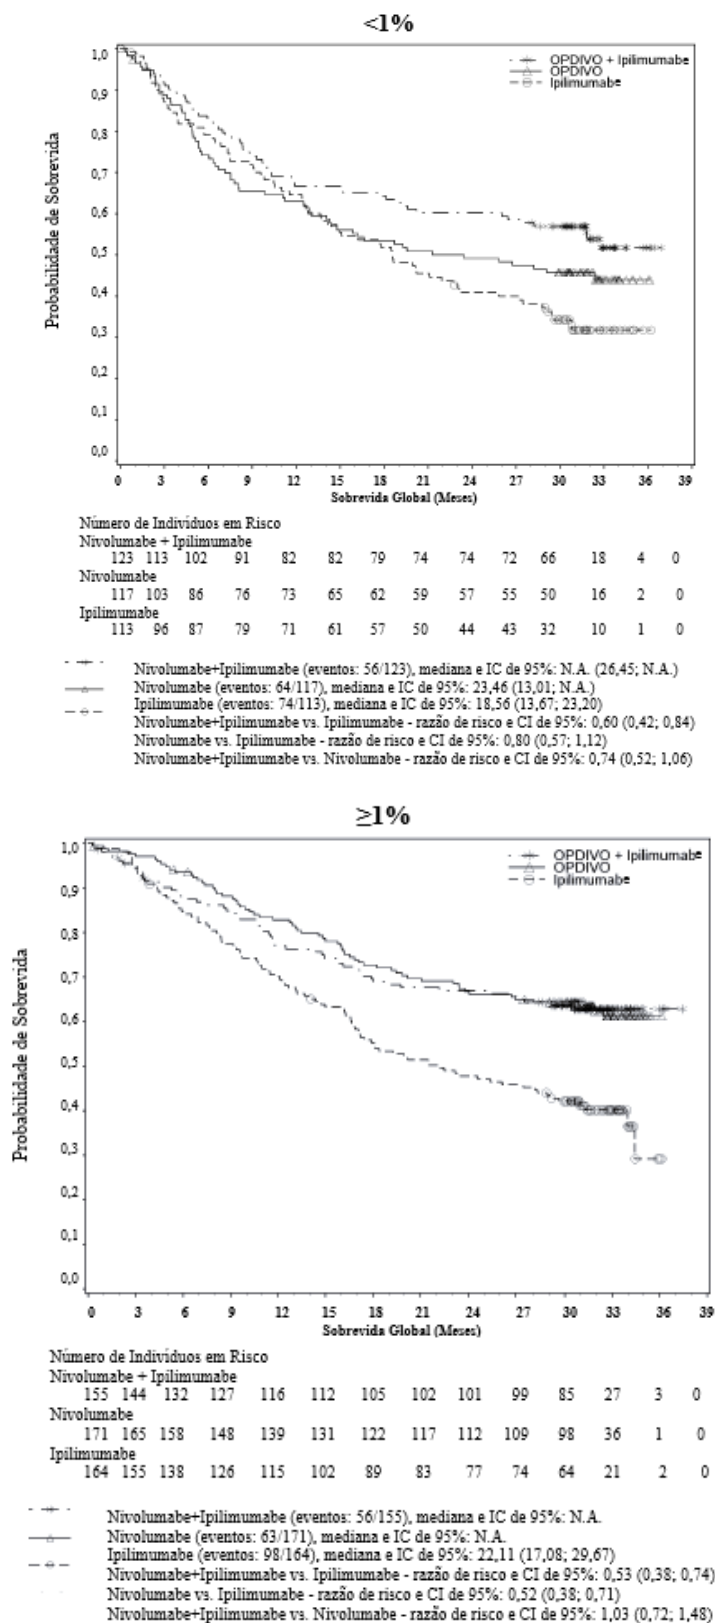 <1%
OPDIVO + Ipilimumabe
OPDIVO
Ipilimumabe
Probabilidade de Sobrevida
1,0
0,9
0,8
0,7
0,6
0,5
0,4
0,3
0,2
0,1
0,0
0 3 6 9 12 15 18 21 24 27 30 33 36 39
Sobrevida Global (Meses)
Número de Indivíduos em Risco
Nivolumabe + Ipilimumabe
123 113 102 91 82 82 79 74 74 72 66 18 4 0
Nivolumabe
117 103 86 76 73 65 62 59 57 55 50 16 2 0
Ipilimumabe
113 96 87 79 71 61 57 50 44 43 32 10 1 0
Nivolumabe+Ipilimumabe (eventos: 56/123), mediana e IC de 95%: N.A. (26,45; N.A.)
Nivolumabe (eventos: 64/117), mediana e IC de 95%: 23,46 (13,01; N.A.)
Ipilimumabe (eventos: 74/113), mediana e IC de 95%: 18,56 (13,67; 23,20)
Nivolumabe+Ipilimumabe vs. Ipilimumabe - razão de risco e CI de 95%: 0,60 (0,42; 0,84)
Nivolumabe vs. Ipilimumabe - razão de risco e CI de 95%: 0,80 (0,57; 1,12)
Nivolumabe+Ipilimumabe vs. Nivolumabe - razão de risco e CI de 95%: 0,74 (0,52; 1,06)
≥1%
OPDIVO + Ipilimumabe
OPDIVO
Ipilimumabe
Probabilidade de Sobrevida
1,0
0,9
0,8
0,7
0,6
0,5
0,4
0,3
0,2
0,1
0,0
0 3 6 9 12 15 18 21 24 27 30 33 36 39
Sobrevida Global (Meses)
Número de Indivíduos em Risco
Nivolumabe + Ipilimumabe
155 144 132 127 116 112 105 102 101 99 85 27 3 0
Nivolumabe
171 165 158 148 139 131 122 117 112 109 98 36 1 0
Ipilimumabe
164 155 138 126 115 102 89 83 77 74 64 21 2 0
Nivolumabe+Ipilimumabe (eventos: 56/155), mediana e IC de 95%: N.A.
Nivolumabe (eventos: 63/171), mediana e IC de 95%: N.A.
Ipilimumabe (eventos: 98/164), mediana e IC de 95%: 22,11 (17,08; 29,67)
Nivolumabe+Ipilimumabe vs. Ipilimumabe - razão de risco e CI de 95%: 0,53 (0,38; 0,74)
Nivolumabe vs. Ipilimumabe - razão de risco e CI de 95%: 0,52 (0,38; 0,71)
Nivolumabe+Ipilimumabe vs. Nivolumabe - razão de risco e CI de 95%: 1,03 (0,72; 1,48)